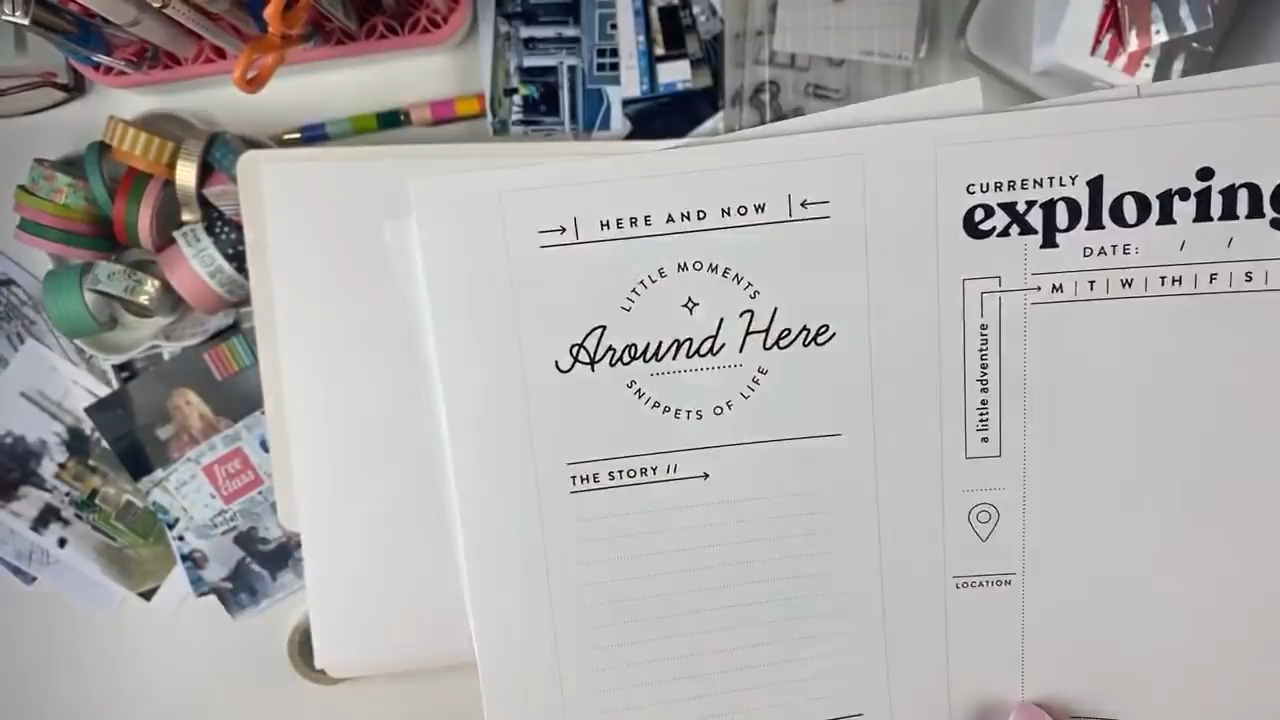 HERE AND NOW
LITTLE MOMENTS
Around Here
SNIPPETS OF LIFE
THE STORY //
CURRENTLY
exploring
DATE: / /
M | T | W | TH | F | S |
a little adventure
LOCATION
free
class